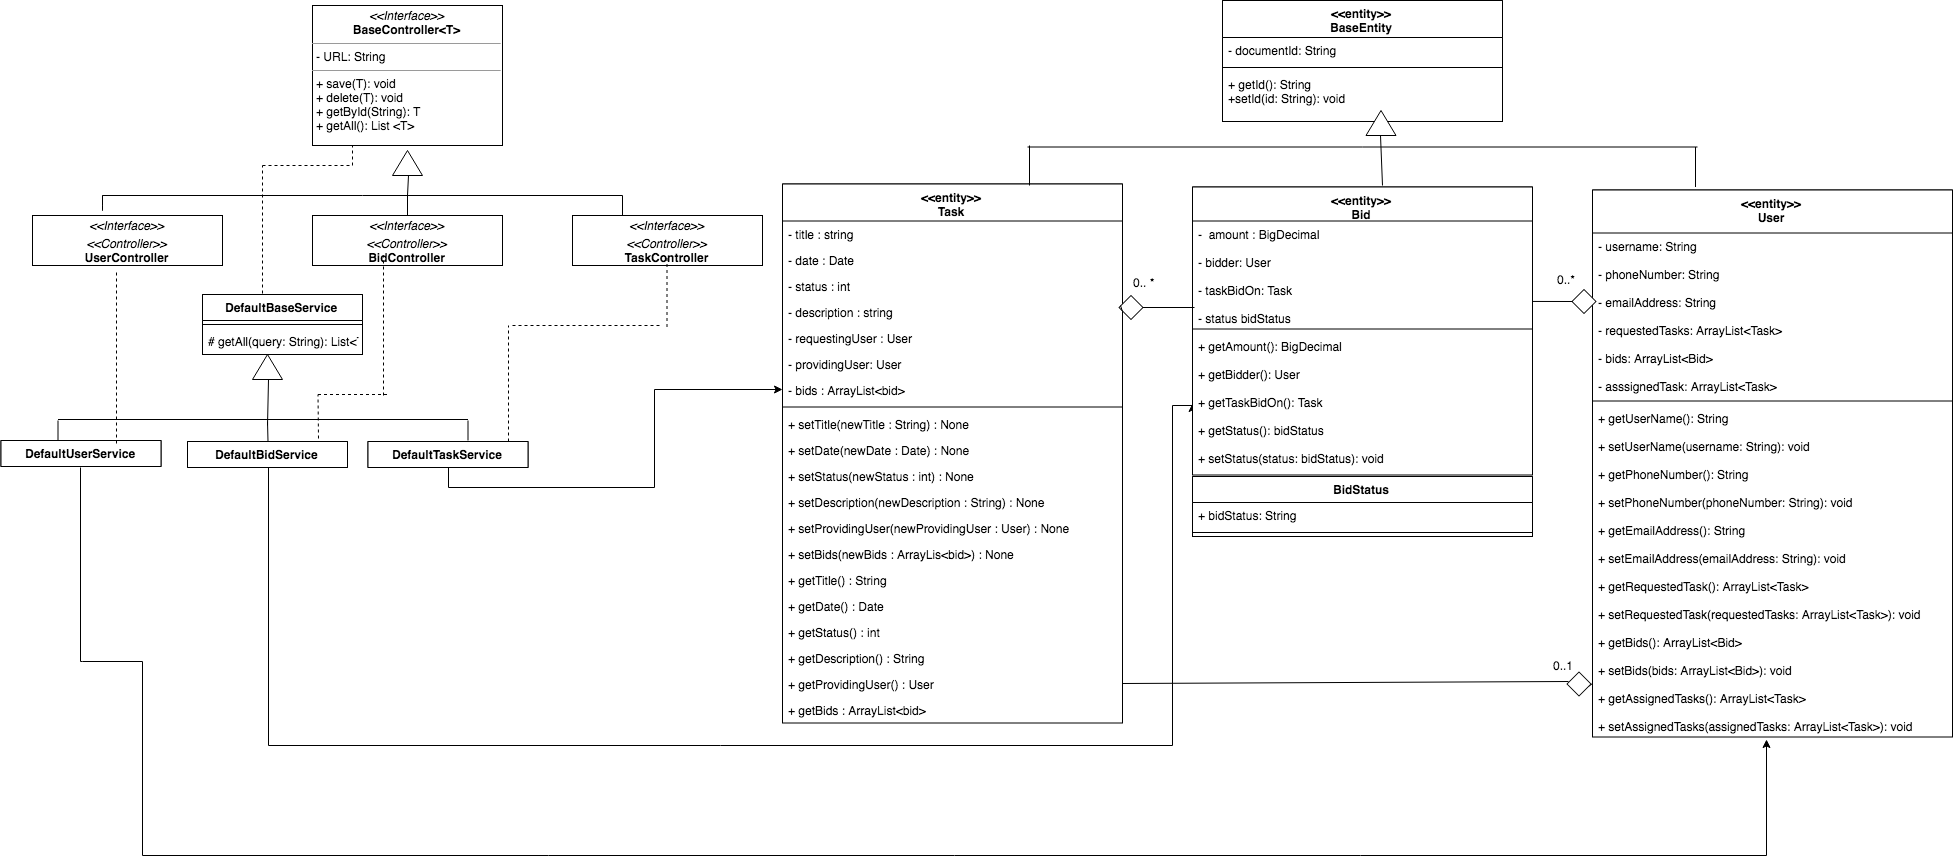 <<Interface>>
BaseController<T>
- URL: String
+ save(T): void
+ delete(T): void
+ getById(String): T
+ getAll(): List <T>
<<entity>>
BaseEntity
- documentId: String
+ getId(): String
+setId(id: String): void
<<Interface>>
<<Controller>>
UserController
<<Interface>>
<<Controller>>
BidController
<<Interface>>
<<Controller>>
TaskController
DefaultBaseService
# getAll(query: String): List<
DefaultUserService
DefaultBidService
DefaultTaskService
<<entity>>
Task
- title : string
- date : Date
- status : int
- description : string
- requestingUser : User
- providingUser: User
- bids : ArrayList<bid>
+ setTitle(newTitle : String) : None
+ setDate(newDate : Date) : None
+ setStatus(newStatus : int) : None
+ setDescription(newDescription : String) : None
+ setProvidingUser(newProvidingUser : User) : None
+ setBids(newBids : ArrayLis<bid>) : None
+ getTitle() : String
+ getDate() : Date
+ getStatus() : int
+ getDescription() : String
+ getProvidingUser() : User
+ getBids : ArrayList<bid>
0.. *
<<entity>>
Bid
- amount : BigDecimal
- bidder: User
- taskBidOn: Task
- status bidStatus
+ getAmount(): BigDecimal
+ getBidder(): User
+ getTaskBidOn(): Task
+ getStatus(): bidStatus
+ setStatus(status: bidStatus): void
BidStatus
+ bidStatus: String
0..*
0..1
<<entity>>
User
- username: String
- phoneNumber: String
- emailAddress: String
- requestedTasks: ArrayList<Task>
- bids: ArrayList<Bid>
- asssignedTask: ArrayList<Task>
+ getUserName(): String
+ setUserName(username: String): void
+ getPhoneNumber(): String
+ setPhoneNumber(phoneNumber: String): void
+ getEmailAddress(): String
+ setEmailAddress(emailAddress: String): void
+ getRequestedTask(): ArrayList<Task>
+ setRequestedTask(requestedTasks: ArrayList<Task>): void
+ getBids(): ArrayList<Bid>
+ setBids(bids: ArrayList<Bid>): void
+ getAssignedTasks(): ArrayList<Task>
+ setAssignedTasks(assignedTasks: ArrayList<Task>): void